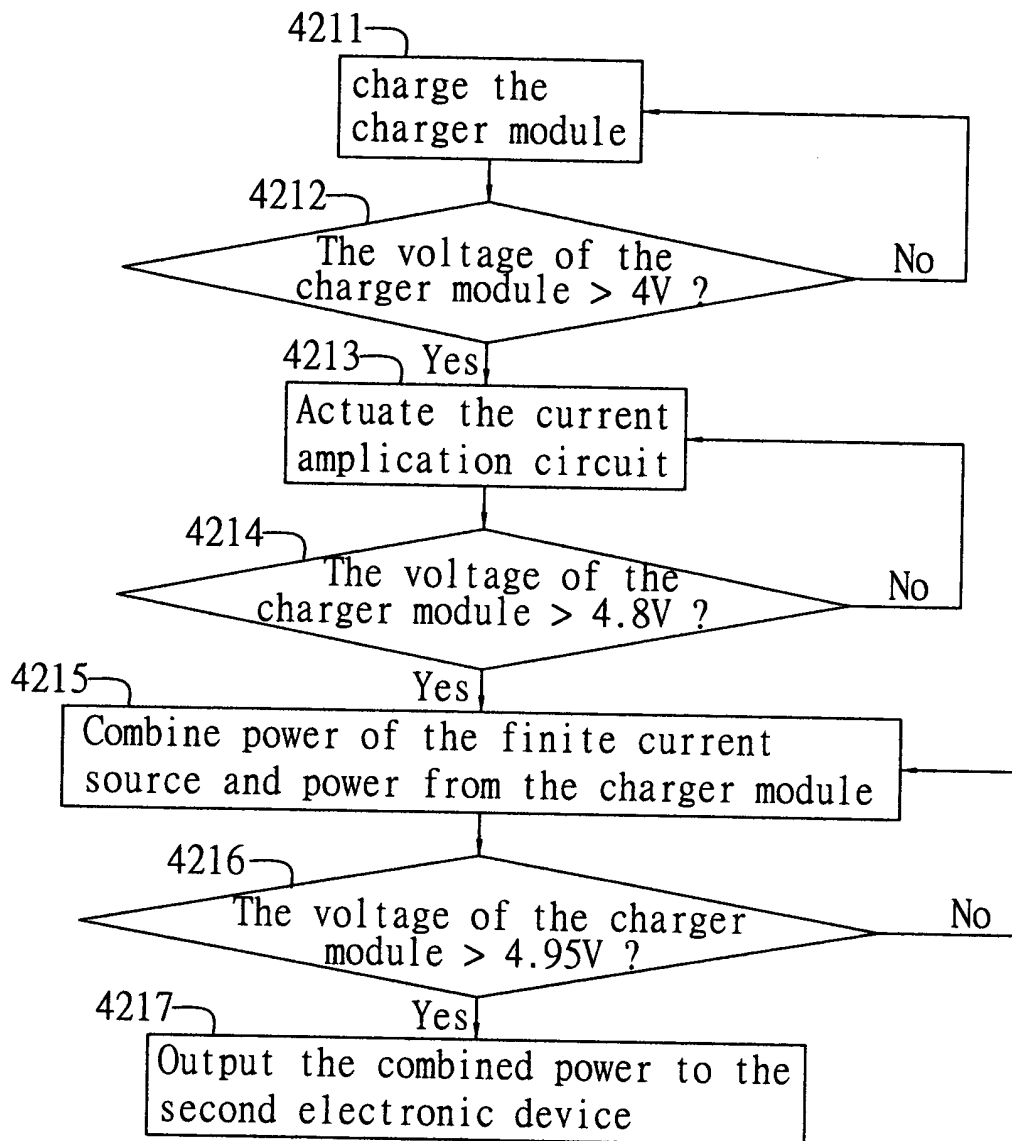 4211
charge the
charger module
4212
The voltage of the
charger module > 4V ?
No
4213
Yes
Actuate the current
amplication circuit
4214
The voltage of the
charger module > 4.8V ?
No
4215
Yes
Combine power of the finite current
source and power from the charger module
4216
The voltage of the charger
module > 4.95V ?
No
4217
Yes
Output the combined power to the
second electronic device